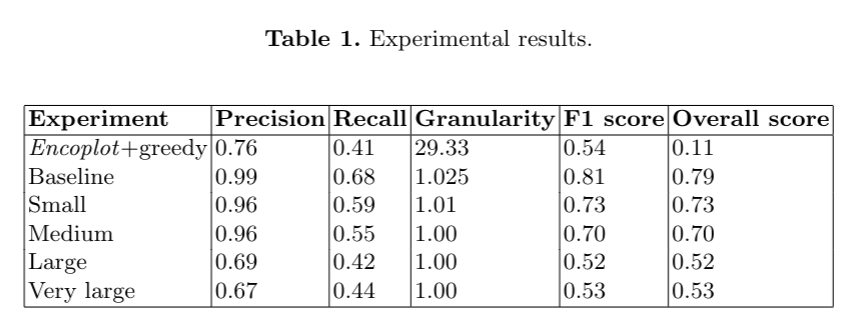 Table 1. Experimental results.
Experiment Precision Recall Granularity F1 score Overall score
Encoplot+greedy 0.76 0.41 29.33 0.54 0.11
Baseline 0.99 0.68 1.025 0.81 0.79
Small 0.96 0.59 1.01 0.73 0.73
Medium 0.96 0.55 1.00 0.70 0.70
Large 0.69 0.42 1.00 0.52 0.52
Very large 0.67 0.44 1.00 0.53 0.53